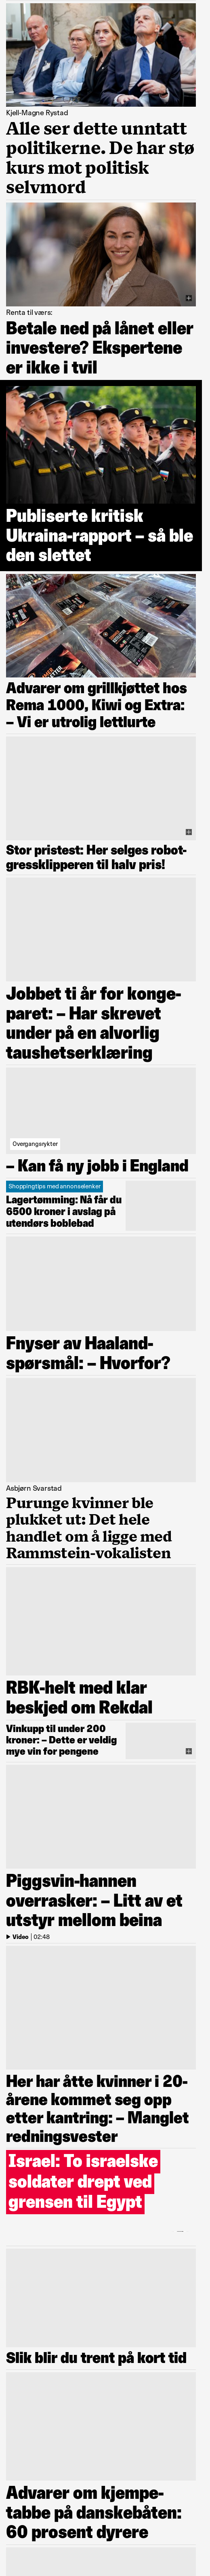 Kjell-Magne Rystad
Alle ser dette unntatt
politikerne. De har stø
kurs mot politisk
selvmord
Renta til værs:
Betale ned på lånet eller
investere? Ekspertene
er ikke i tvil
Publiserte kritisk
Ukraina-rapport – så ble
den slettet
Advarer om grillkjøttet hos
Rema 1000, Kiwi og Extra:
– Vi er utrolig lettlurte
Stor pristest: Her selges robot-
gressklipperen til halv pris!
Jobbet ti år for konge-
paret: – Har skrevet
under på en alvorlig
taushetserklæring
Overgangsrykter
– Kan få ny jobb i England
Shoppingtips med annonselenker
Lagertømming: Nå får du
6500 kroner i avslag på
utendørs boblebad
Fnyser av Haaland-
spørsmål: – Hvorfor?
Asbjørn Svarstad
Purunge kvinner ble
plukket ut: Det hele
handlet om å ligge med
Rammstein-vokalisten
RBK-helt med klar
beskjed om Rekdal
Vinkupp til under 200
kroner: – Dette er veldig
mye vin for pengene
Piggsvin-hannen
overrasker: – Litt av et
utstyr mellom beina
Video | 02:48
Her har åtte kvinner i 20-
årene kommet seg opp
etter kantring: – Manglet
redningsvester
Israel: To israelske
soldater drept ved
grensen til Egypt
Slik blir du trent på kort tid
Advarer om kjempe-
tabbe på danskebåten:
60 prosent dyrere